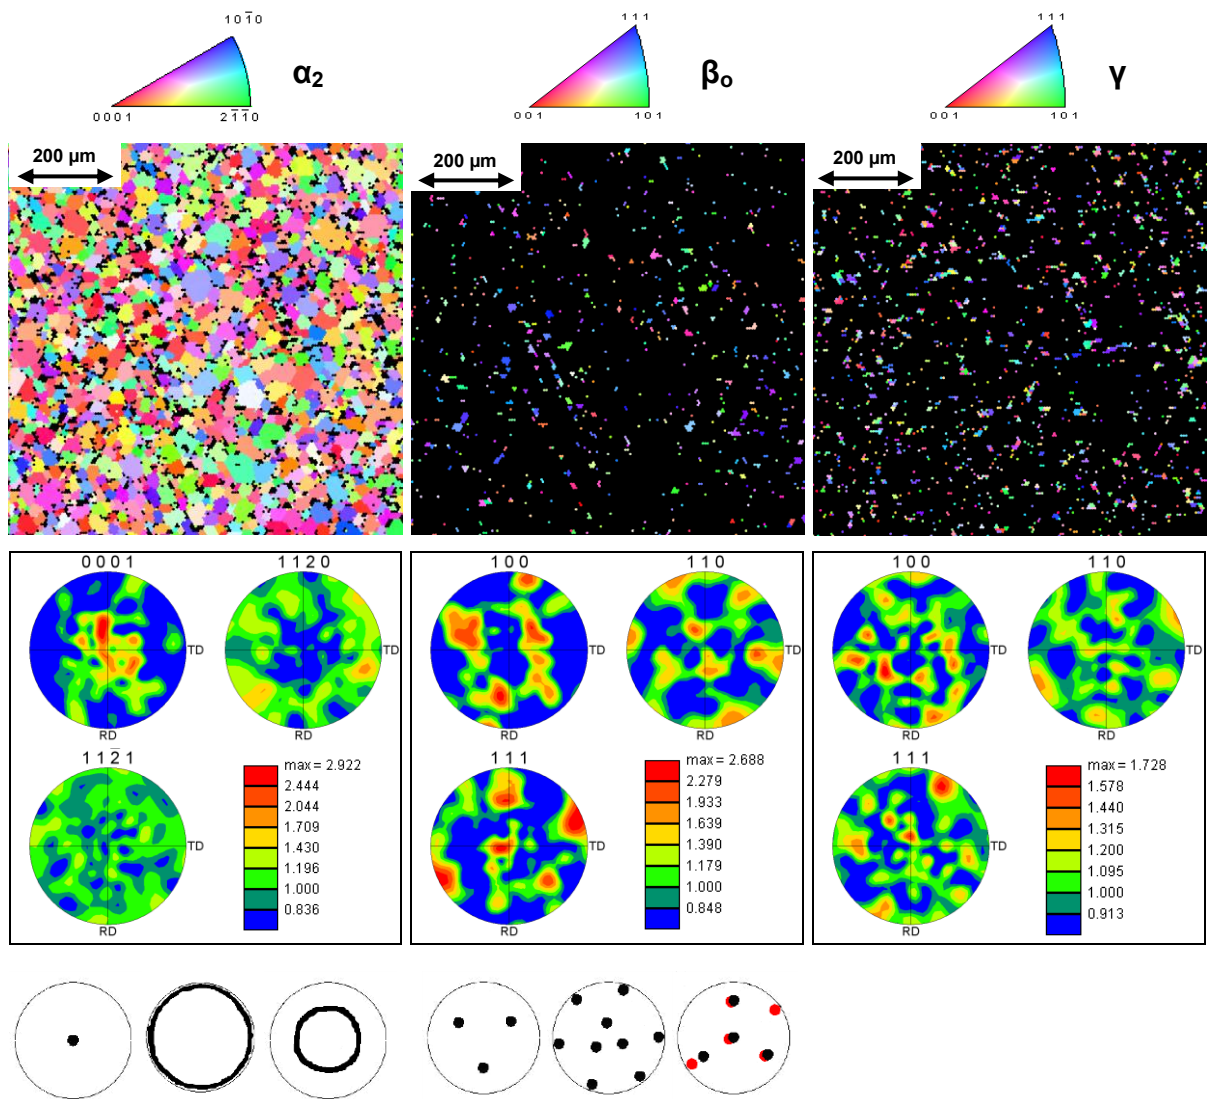 1 0 1̄ 0
α₂
0 0 0 1
2 1̄ 1̄ 0
1 1 1
βₒ
0 0 1
1 0 1
1 1 1
γ
0 0 1
1 0 1
200 µm
200 µm
200 µm
0 0 0 1
1 1 2 0
TD
TD
RD
1 1 2̄ 1
TD
RD
max = 2.922
2.444
2.044
1.709
1.430
1.196
1.000
0.836
1 0 0
1 1 0
TD
TD
RD
1 1 1
TD
RD
max = 2.688
2.279
1.933
1.639
1.390
1.179
1.000
0.848
1 0 0
1 1 0
TD
TD
RD
1 1 1
TD
RD
max = 1.728
1.578
1.440
1.315
1.200
1.095
1.000
0.913